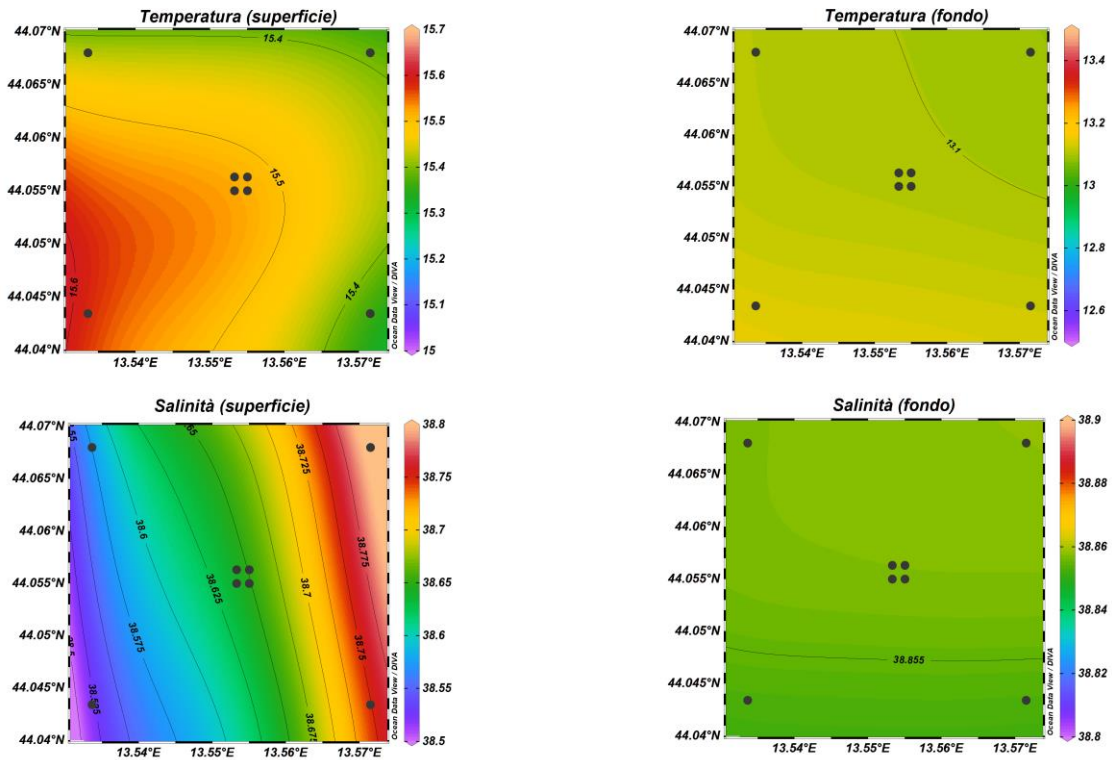 Temperatura (superficie)
44.07°N
44.065°N
44.06°N
44.055°N
44.05°N
44.045°N
44.04°N
15.4
15.5
15.6
15.4
13.54°E 13.55°E 13.56°E 13.57°E
Ocean Data View / DIVA
15.7
15.6
15.5
15.4
15.3
15.2
15.1
15
Temperatura (fondo)
44.07°N
44.065°N
44.06°N
44.055°N
44.05°N
44.045°N
44.04°N
13.1
13.54°E 13.55°E 13.56°E 13.57°E
Ocean Data View / DIVA
13.4
13.2
13
12.8
12.6
Salinità (superficie)
44.07°N
44.065°N
44.06°N
44.055°N
44.05°N
44.045°N
44.04°N
38.725
38.6
38.775
38.625
38.7
38.575
38.75
38.5
38.525
38.675
13.54°E 13.55°E 13.56°E 13.57°E
Ocean Data View / DIVA
38.8
38.75
38.7
38.65
38.6
38.55
38.5
Salinità (fondo)
44.07°N
44.065°N
44.06°N
44.055°N
44.05°N
44.045°N
44.04°N
38.855
13.54°E 13.55°E 13.56°E 13.57°E
Ocean Data View / DIVA
38.9
38.88
38.86
38.84
38.82
38.8